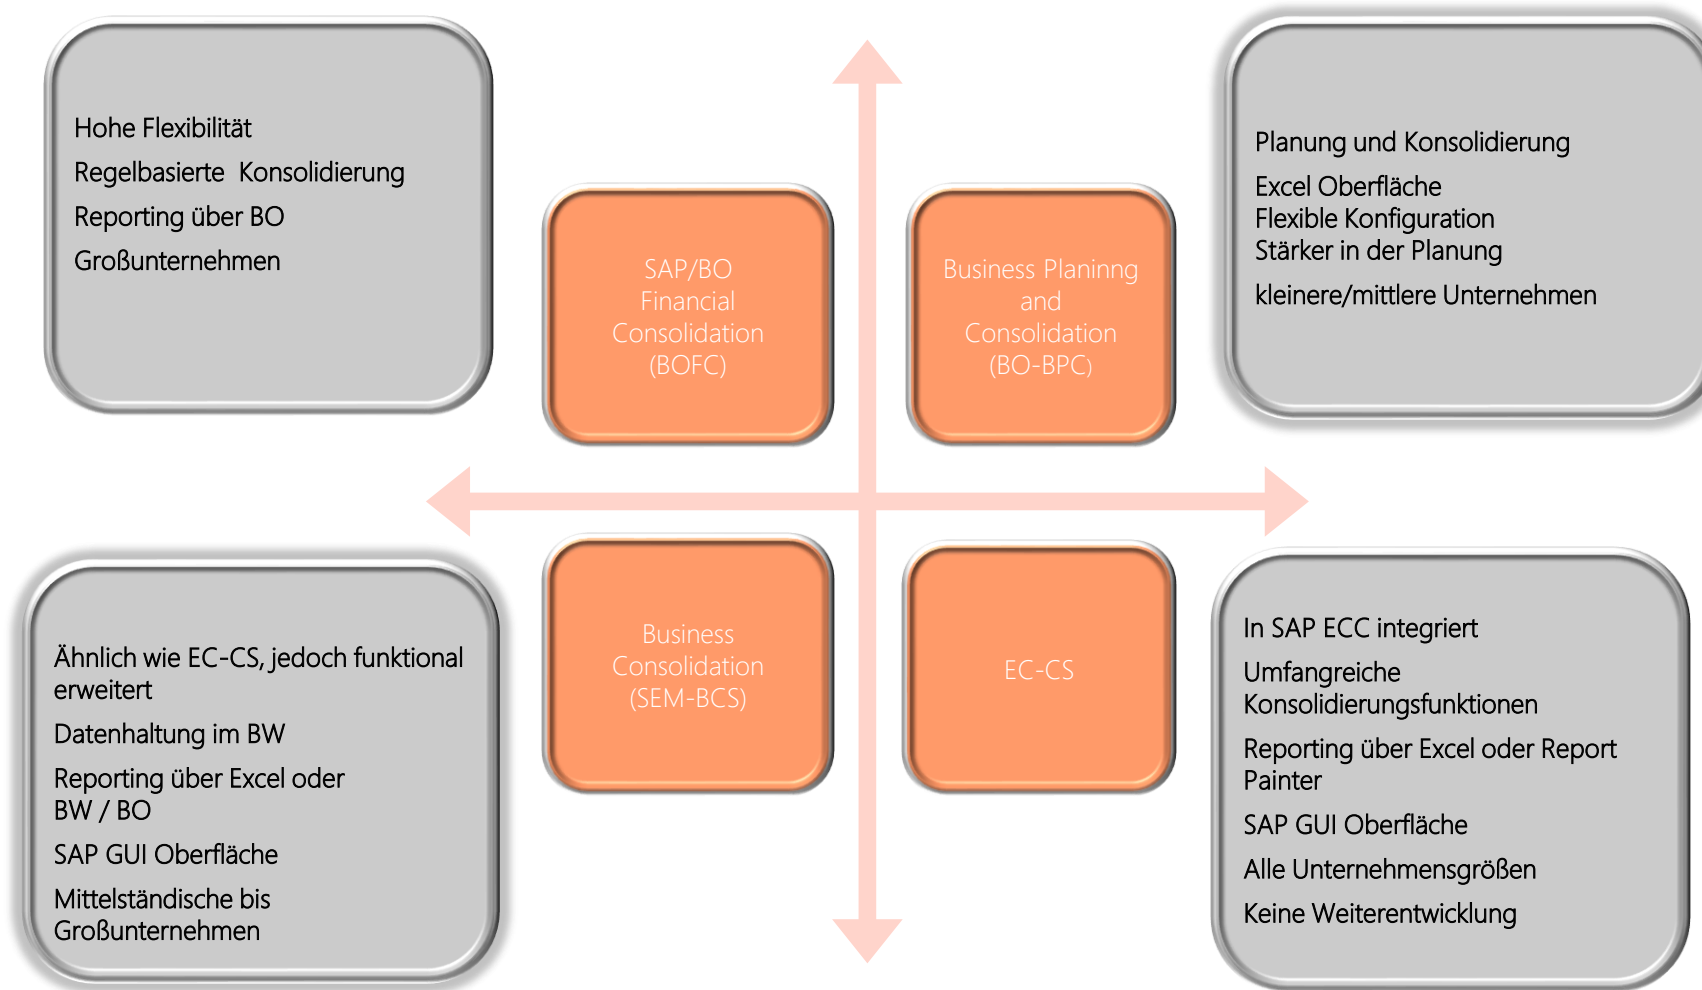 Hohe Flexibilität
Regelbasierte Konsolidierung
Reporting über BO
Großunternehmen
SAP/BO
Financial
Consolidation
(BOFC)
Business Planinng
and
Consolidation
(BO-BPC)
Planung und Konsolidierung
Excel Oberfläche
Flexible Konfiguration
Stärker in der Planung
kleinere/mittlere Unternehmen
Ähnlich wie EC-CS, jedoch funktional
erweitert
Datenhaltung im BW
Reporting über Excel oder
BW / BO
SAP GUI Oberfläche
Mittelständische bis
Großunternehmen
Business
Consolidation
(SEM-BCS)
EC-CS
In SAP ECC integriert
Umfangreiche
Konsolidierungsfunktionen
Reporting über Excel oder Report
Painter
SAP GUI Oberfläche
Alle Unternehmensgrößen
Keine Weiterentwicklung